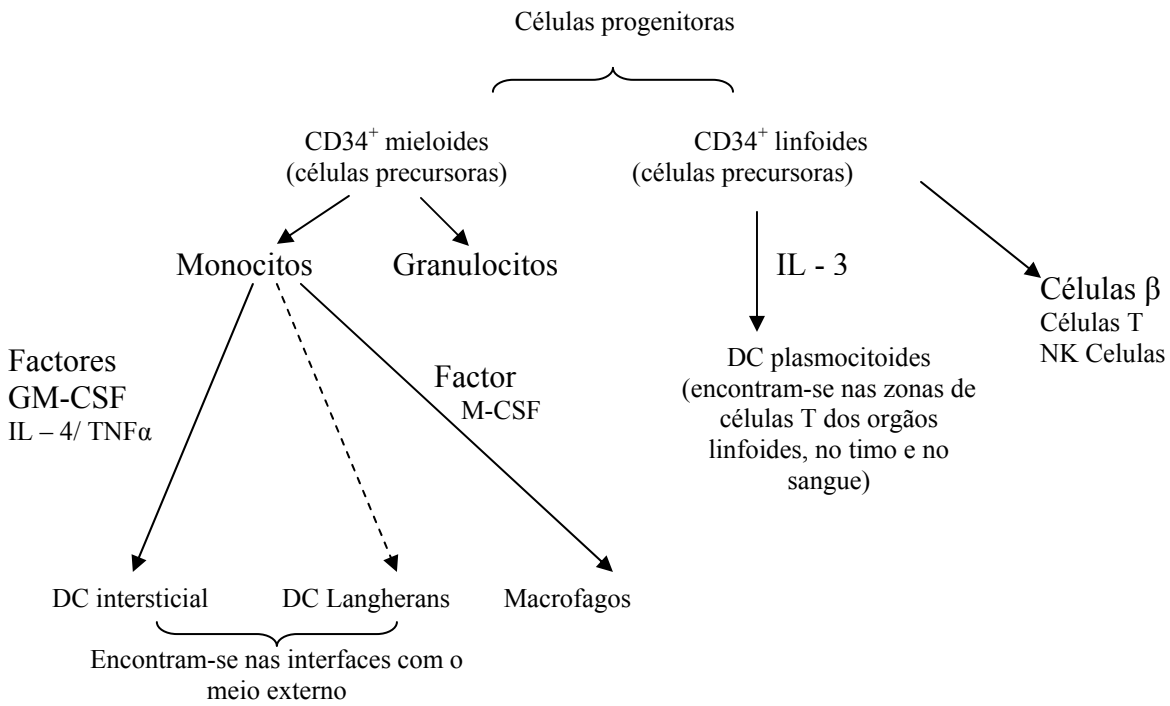 Células progenitoras
CD34+ mieloides
(células precursoras)
CD34+ linfoides
(células precursoras)
Monocitos
Granulocitos
IL - 3
Células β
Células T
NK Celulas
Factores
GM-CSF
IL – 4/ TNFα
Factor
M-CSF
DC plasmocitoides
(encontram-se nas zonas de
células T dos orgãos
linfoides, no timo e no
sangue)
DC intersticial
DC Langherans
Macrofagos
Encontram-se nas interfaces com o
meio externo